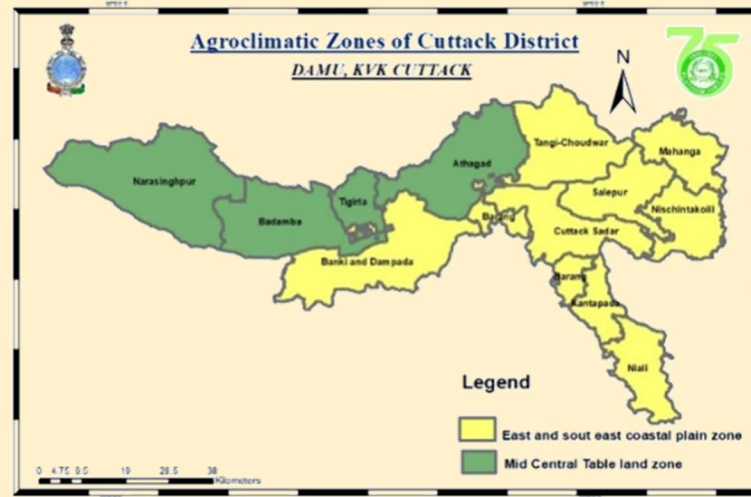 Agroclimatic Zones of Cuttack District
DAMU, KVK CUTTACK
75
N
Narasinghpur
Badamba
Tigiria
Athagad
Tangi-Choudwar
Mahanga
Salepur
Nischintakoili
Cuttack Sadar
Banki and Dampada
Barang
Kantapada
Niali
Legend
East and sout east coastal plain zone
Mid Central Table land zone
0 4.75 9.5 19 28.5 38
Kilometers